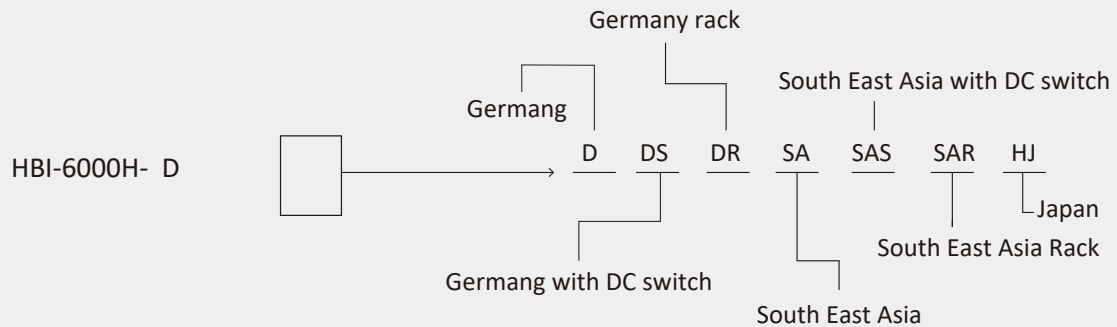 Germany rack
South East Asia with DC switch
Germang
HBI-6000H- D
D DS DR SA SAS SAR HJ
Japan
South East Asia Rack
Germang with DC switch
South East Asia